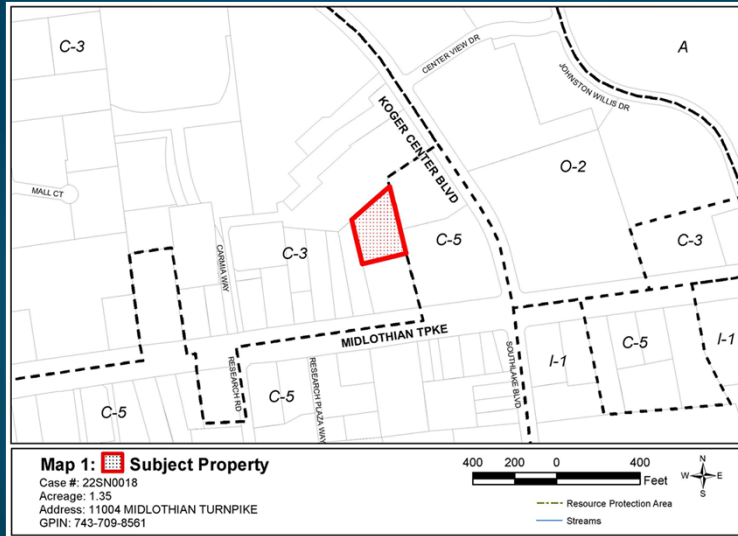 C-3
A
CENTER VIEW DR
JOHNSTON WILLIS DR
KOGER CENTER BLVD
O-2
MALL CT
C-3
C-5
C-3
CARMIA WAY
MIDLOTHIAN TPKE
RESEARCH RD
RESEARCH PLAZA WAY
SOUTHLAKE BLVD
I-1
C-5
I-1
C-5
C-5
Map 1: Subject Property
Case #: 22SN0018
Acreage: 1.35
Address: 11004 MIDLOTHIAN TURNPIKE
GPIN: 743-709-8561
400 200 0 400
Feet
N
W E
S
Resource Protection Area
Streams